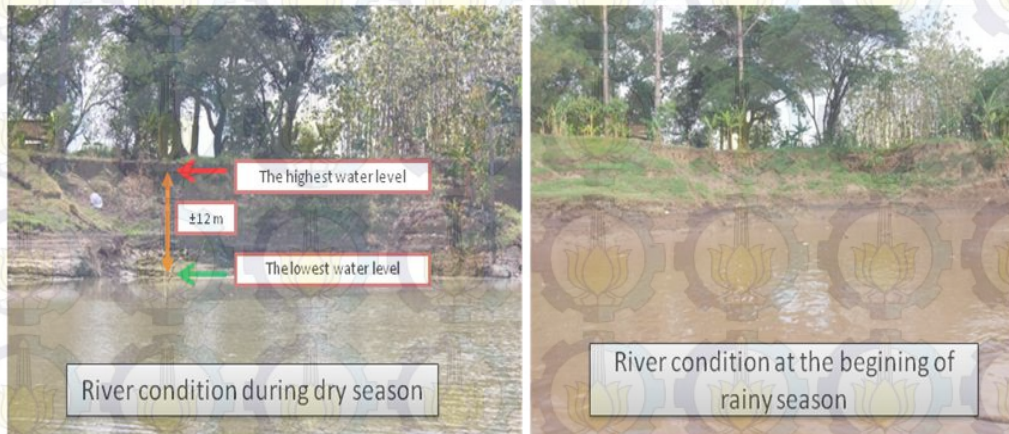 The highest water level
±12 m
The lowest water level
River condition during dry season
River condition at the begining of
rainy season